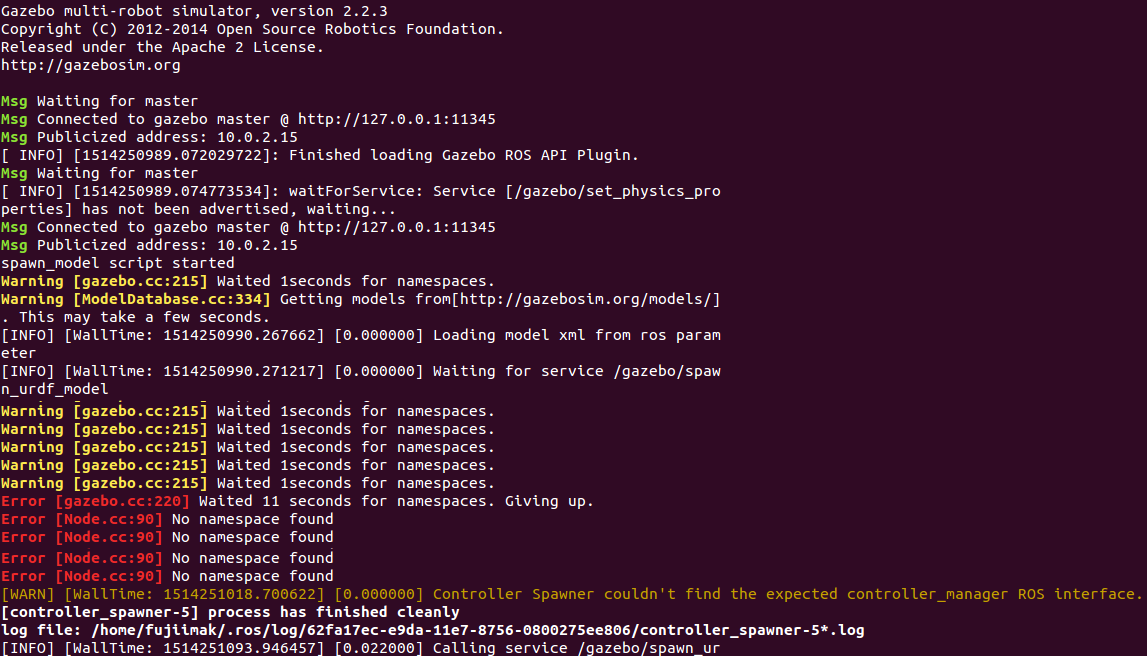 Gazebo multi-robot simulator, version 2.2.3
Copyright (C) 2012-2014 Open Source Robotics Foundation.
Released under the Apache 2 License.
http://gazebosim.org
Msg Waiting for master
Msg Connected to gazebo master @ http://127.0.0.1:11345
Msg Publicized address: 10.0.2.15
[ INFO] [1514250989.072029722]: Finished loading Gazebo ROS API Plugin.
Msg Waiting for master
[ INFO] [1514250989.074773534]: waitForService: Service [/gazebo/set_physics_pro
perties] has not been advertised, waiting...
Msg Connected to gazebo master @ http://127.0.0.1:11345
Msg Publicized address: 10.0.2.15
spawn_model script started
Warning [gazebo.cc:215] Waited 1seconds for namespaces.
Warning [ModelDatabase.cc:334] Getting models from[http://gazebosim.org/models/]
. This may take a few seconds.
[INFO] [WallTime: 1514250990.267662] [0.000000] Loading model xml from ros param
eter
[INFO] [WallTime: 1514250990.271217] [0.000000] Waiting for service /gazebo/spaw
n_urdf_model
Warning [gazebo.cc:215] Waited 1seconds for namespaces.
Warning [gazebo.cc:215] Waited 1seconds for namespaces.
Warning [gazebo.cc:215] Waited 1seconds for namespaces.
Warning [gazebo.cc:215] Waited 1seconds for namespaces.
Warning [gazebo.cc:215] Waited 1seconds for namespaces.
Error [gazebo.cc:220] Waited 11 seconds for namespaces. Giving up.
Error [Node.cc:90] No namespace found
Error [Node.cc:90] No namespace found
Error [Node.cc:90] No namespace found
Error [Node.cc:90] No namespace found
[WARN] [WallTime: 1514251018.700622] [0.000000] Controller Spawner couldn't find the expected controller_manager ROS interface.
[controller_spawner-5] process has finished cleanly
log file: /home/fujiimak/.ros/log/62fa17ec-e9da-11e7-8756-0800275ee806/controller_spawner-5*.log
[INFO] [WallTime: 1514251093.946457] [0.022000] Calling service /gazebo/spawn_ur